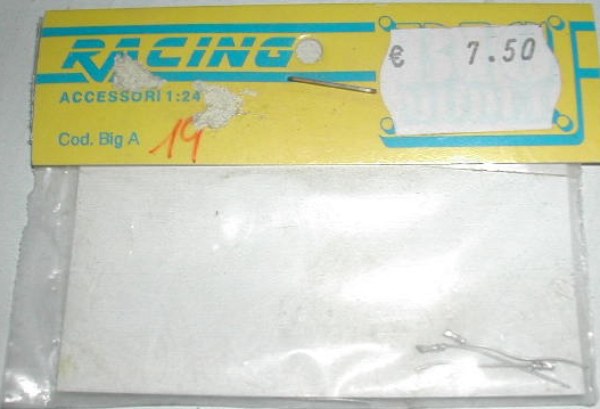 RACING
€ 7.50
ACCESSORI 1:24
Cod. Big A 14